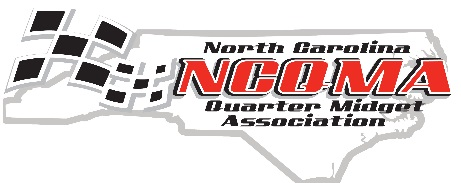 North Carolina
NCQMA
Quarter Midget
Association